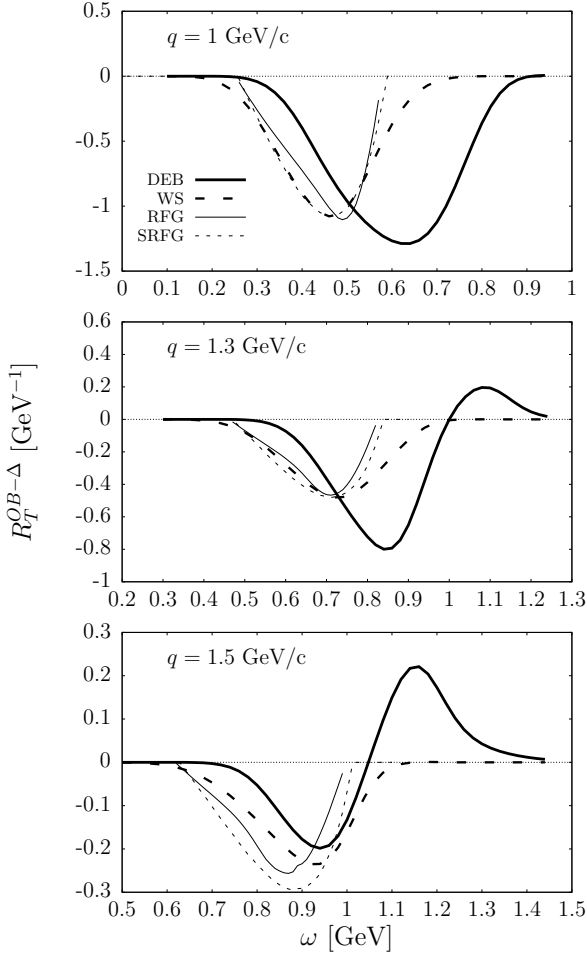 0.5
q = 1 GeV/c
0
-0.5
DEB
WS
-1
RFG
SRFG
-1.5
0 0.1 0.2 0.3 0.4 0.5 0.6 0.7 0.8 0.9 1
0.6
q = 1.3 GeV/c
0.4
0.2
0
-0.2
-0.4
-0.6
-0.8
-1
0.2 0.3 0.4 0.5 0.6 0.7 0.8 0.9 1 1.1 1.2 1.3
R_T^{OB−Δ} [GeV^{−1}]
0.3
q = 1.5 GeV/c
0.2
0.1
0
-0.1
-0.2
-0.3
0.5 0.6 0.7 0.8 0.9 1 1.1 1.2 1.3 1.4 1.5
ω [GeV]